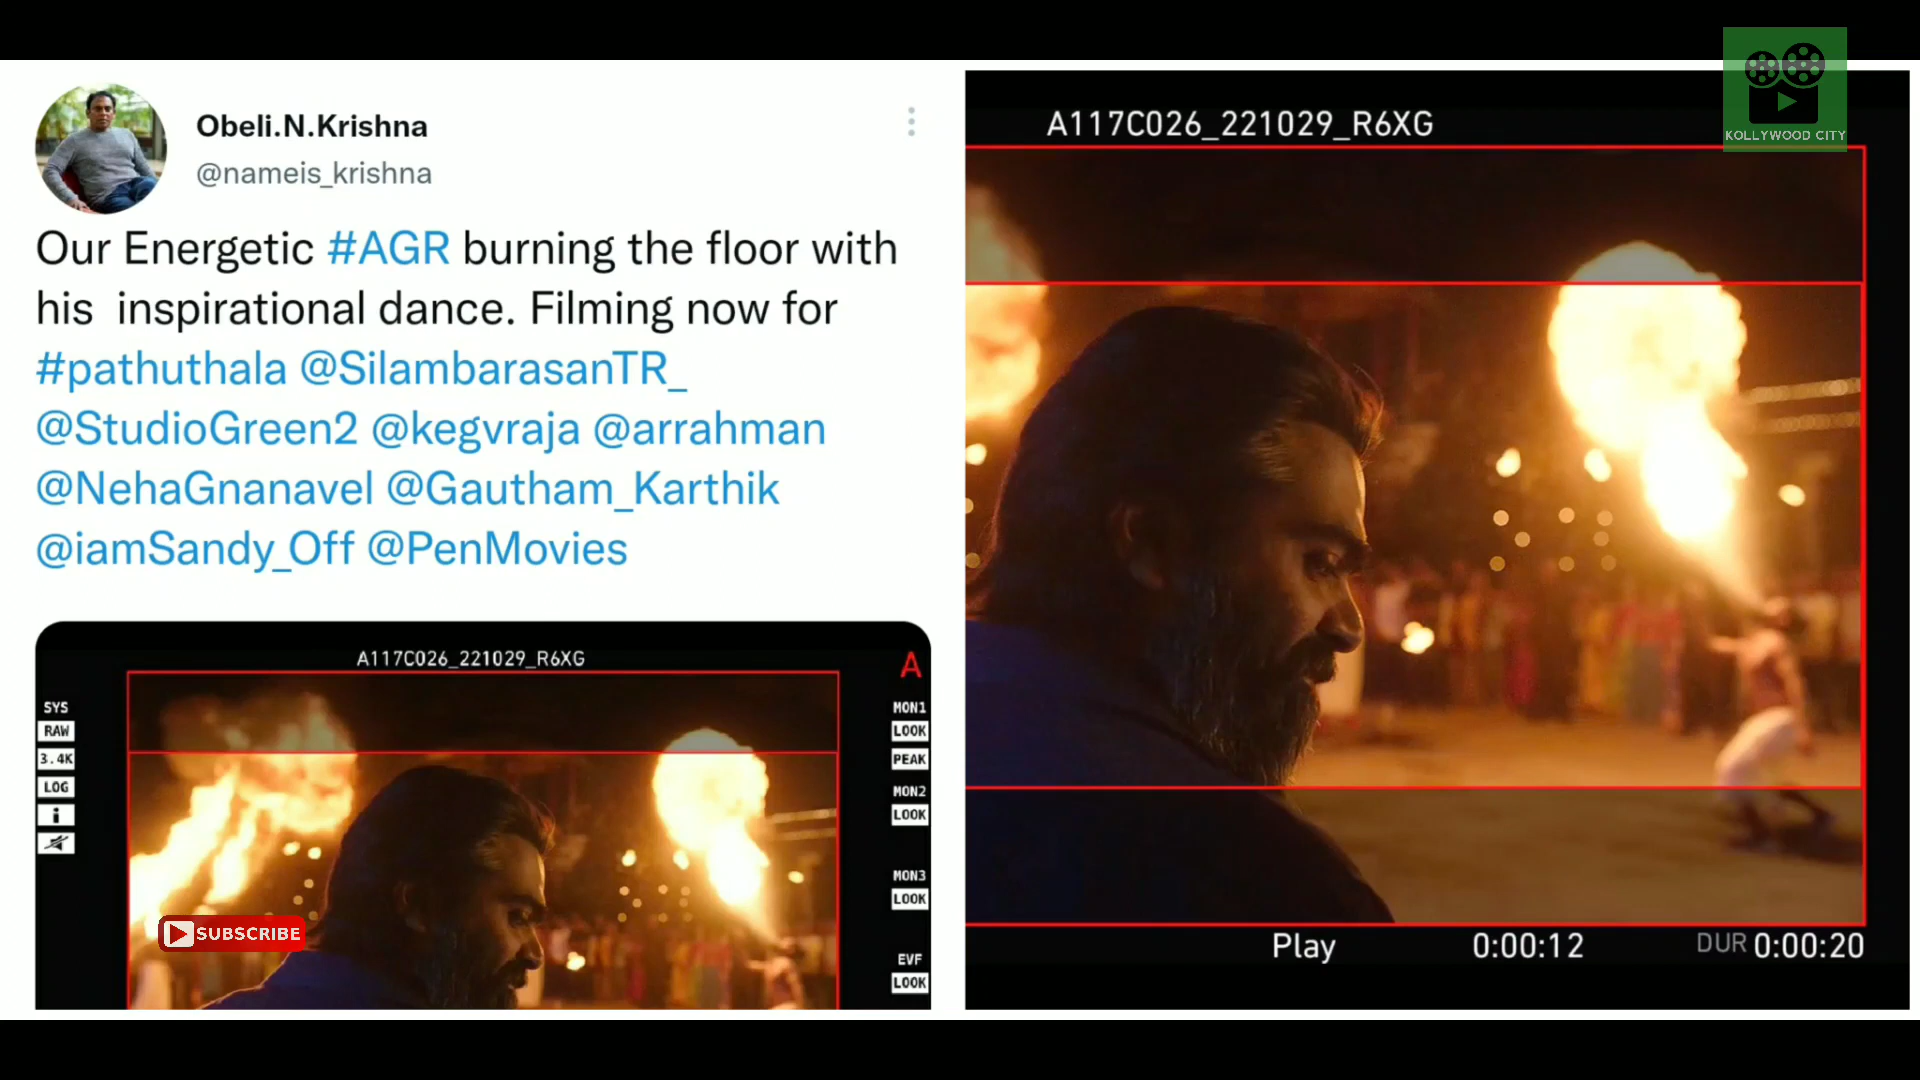 Obeli.N.Krishna
@nameis_krishna
Our Energetic #AGR burning the floor with
his inspirational dance. Filming now for
#pathuthala @SilambarasanTR_
@StudioGreen2 @kegvraja @arrahman
@NehaGnanavel @Gautham_Karthik
@iamSandy_Off @PenMovies
A117C026_221029_R6XG
A
SYS
RAW
3.4K
LOG
i
MON1
LOOK
PEAK
MON2
LOOK
MON3
LOOK
EVF
LOOK
SUBSCRIBE
A117C026_221029_R6XG
KOLLYWOOD CITY
Play 0:00:12 DUR 0:00:20